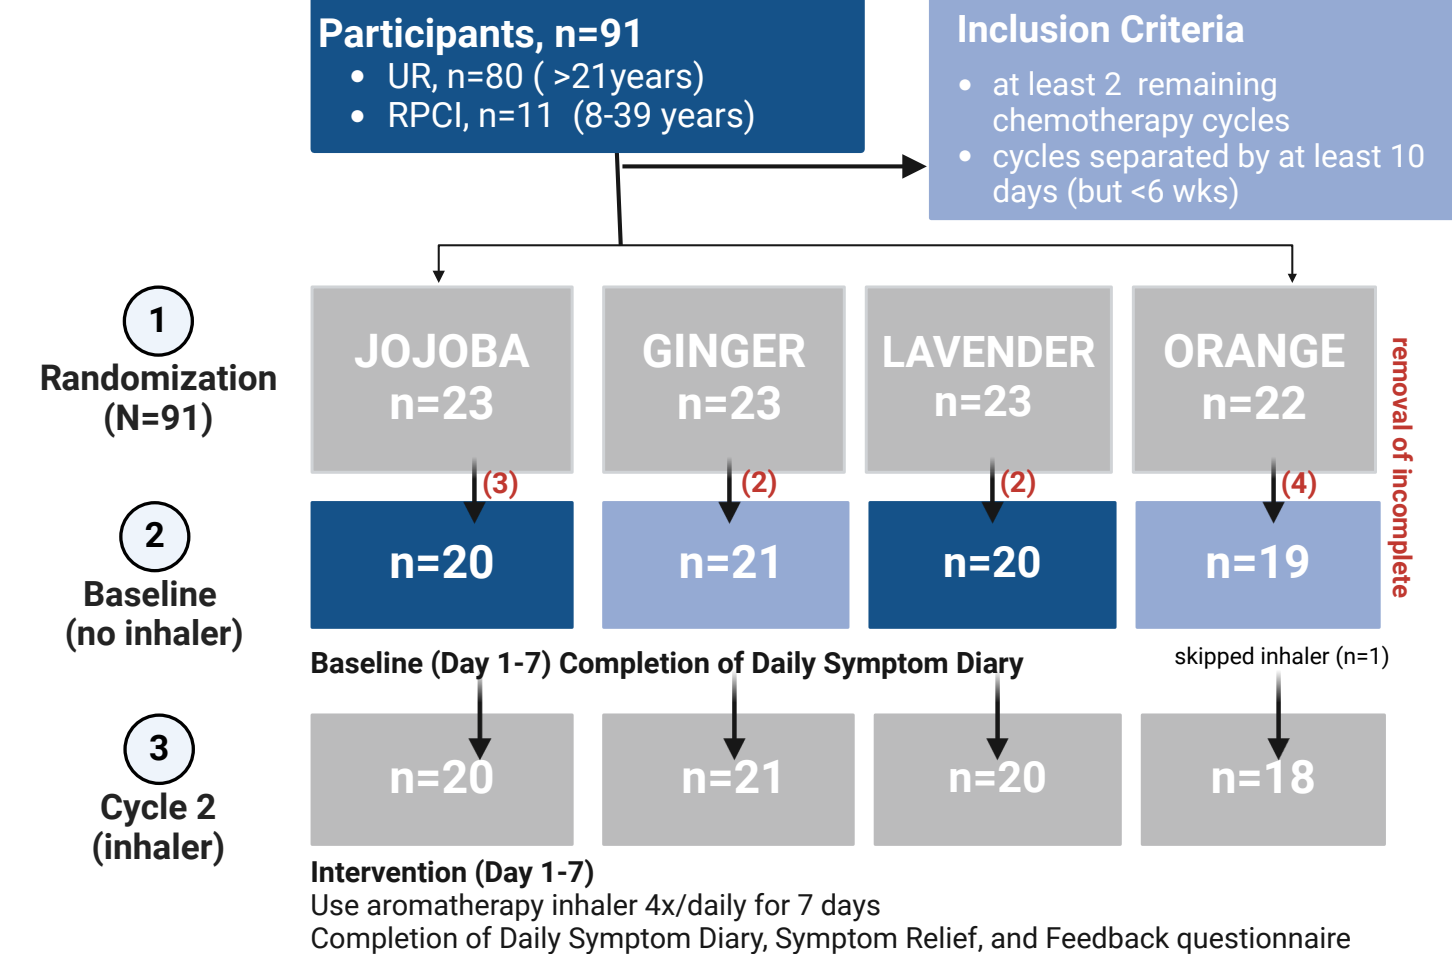 Participants, n=91
• UR, n=80 ( >21years)
• RPCI, n=11 (8-39 years)
Inclusion Criteria
• at least 2 remaining
chemotherapy cycles
• cycles separated by at least 10
days (but <6 wks)
1
Randomization
(N=91)
JOJOBA
n=23
GINGER
n=23
LAVENDER
n=23
ORANGE
n=22
removal of incomplete
(3)
(2)
(2)
(4)
2
Baseline
(no inhaler)
n=20
n=21
n=20
n=19
Baseline (Day 1-7) Completion of Daily Symptom Diary
skipped inhaler (n=1)
3
Cycle 2
(inhaler)
n=20
n=21
n=20
n=18
Intervention (Day 1-7)
Use aromatherapy inhaler 4x/daily for 7 days
Completion of Daily Symptom Diary, Symptom Relief, and Feedback questionnaire